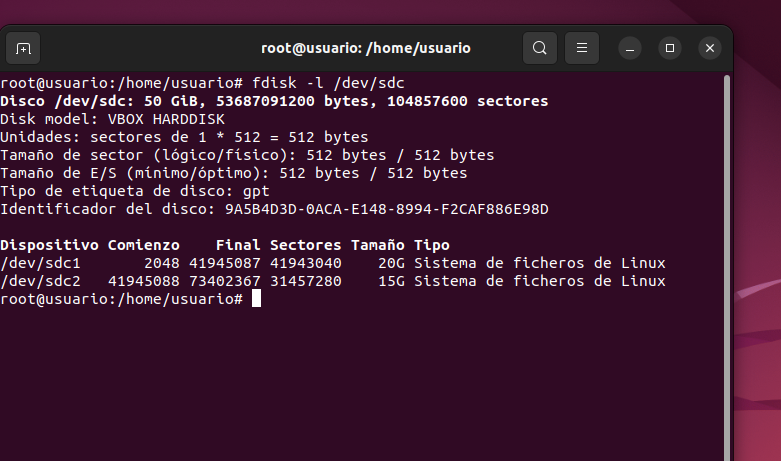 root@usuario: /home/usuario
root@usuario:/home/usuario# fdisk -l /dev/sdc
Disco /dev/sdc: 50 GiB, 53687091200 bytes, 104857600 sectores
Disk model: VBOX HARDDISK
Unidades: sectores de 1 * 512 = 512 bytes
Tamaño de sector (lógico/físico): 512 bytes / 512 bytes
Tamaño de E/S (mínimo/óptimo): 512 bytes / 512 bytes
Tipo de etiqueta de disco: gpt
Identificador del disco: 9A5B4D3D-0ACA-E148-8994-F2CAF886E98D
Dispositivo Comienzo    Final Sectores Tamaño Tipo
/dev/sdc1       2048 41945087 41943040    20G Sistema de ficheros de Linux
/dev/sdc2   41945088 73402367 31457280    15G Sistema de ficheros de Linux
root@usuario:/home/usuario#